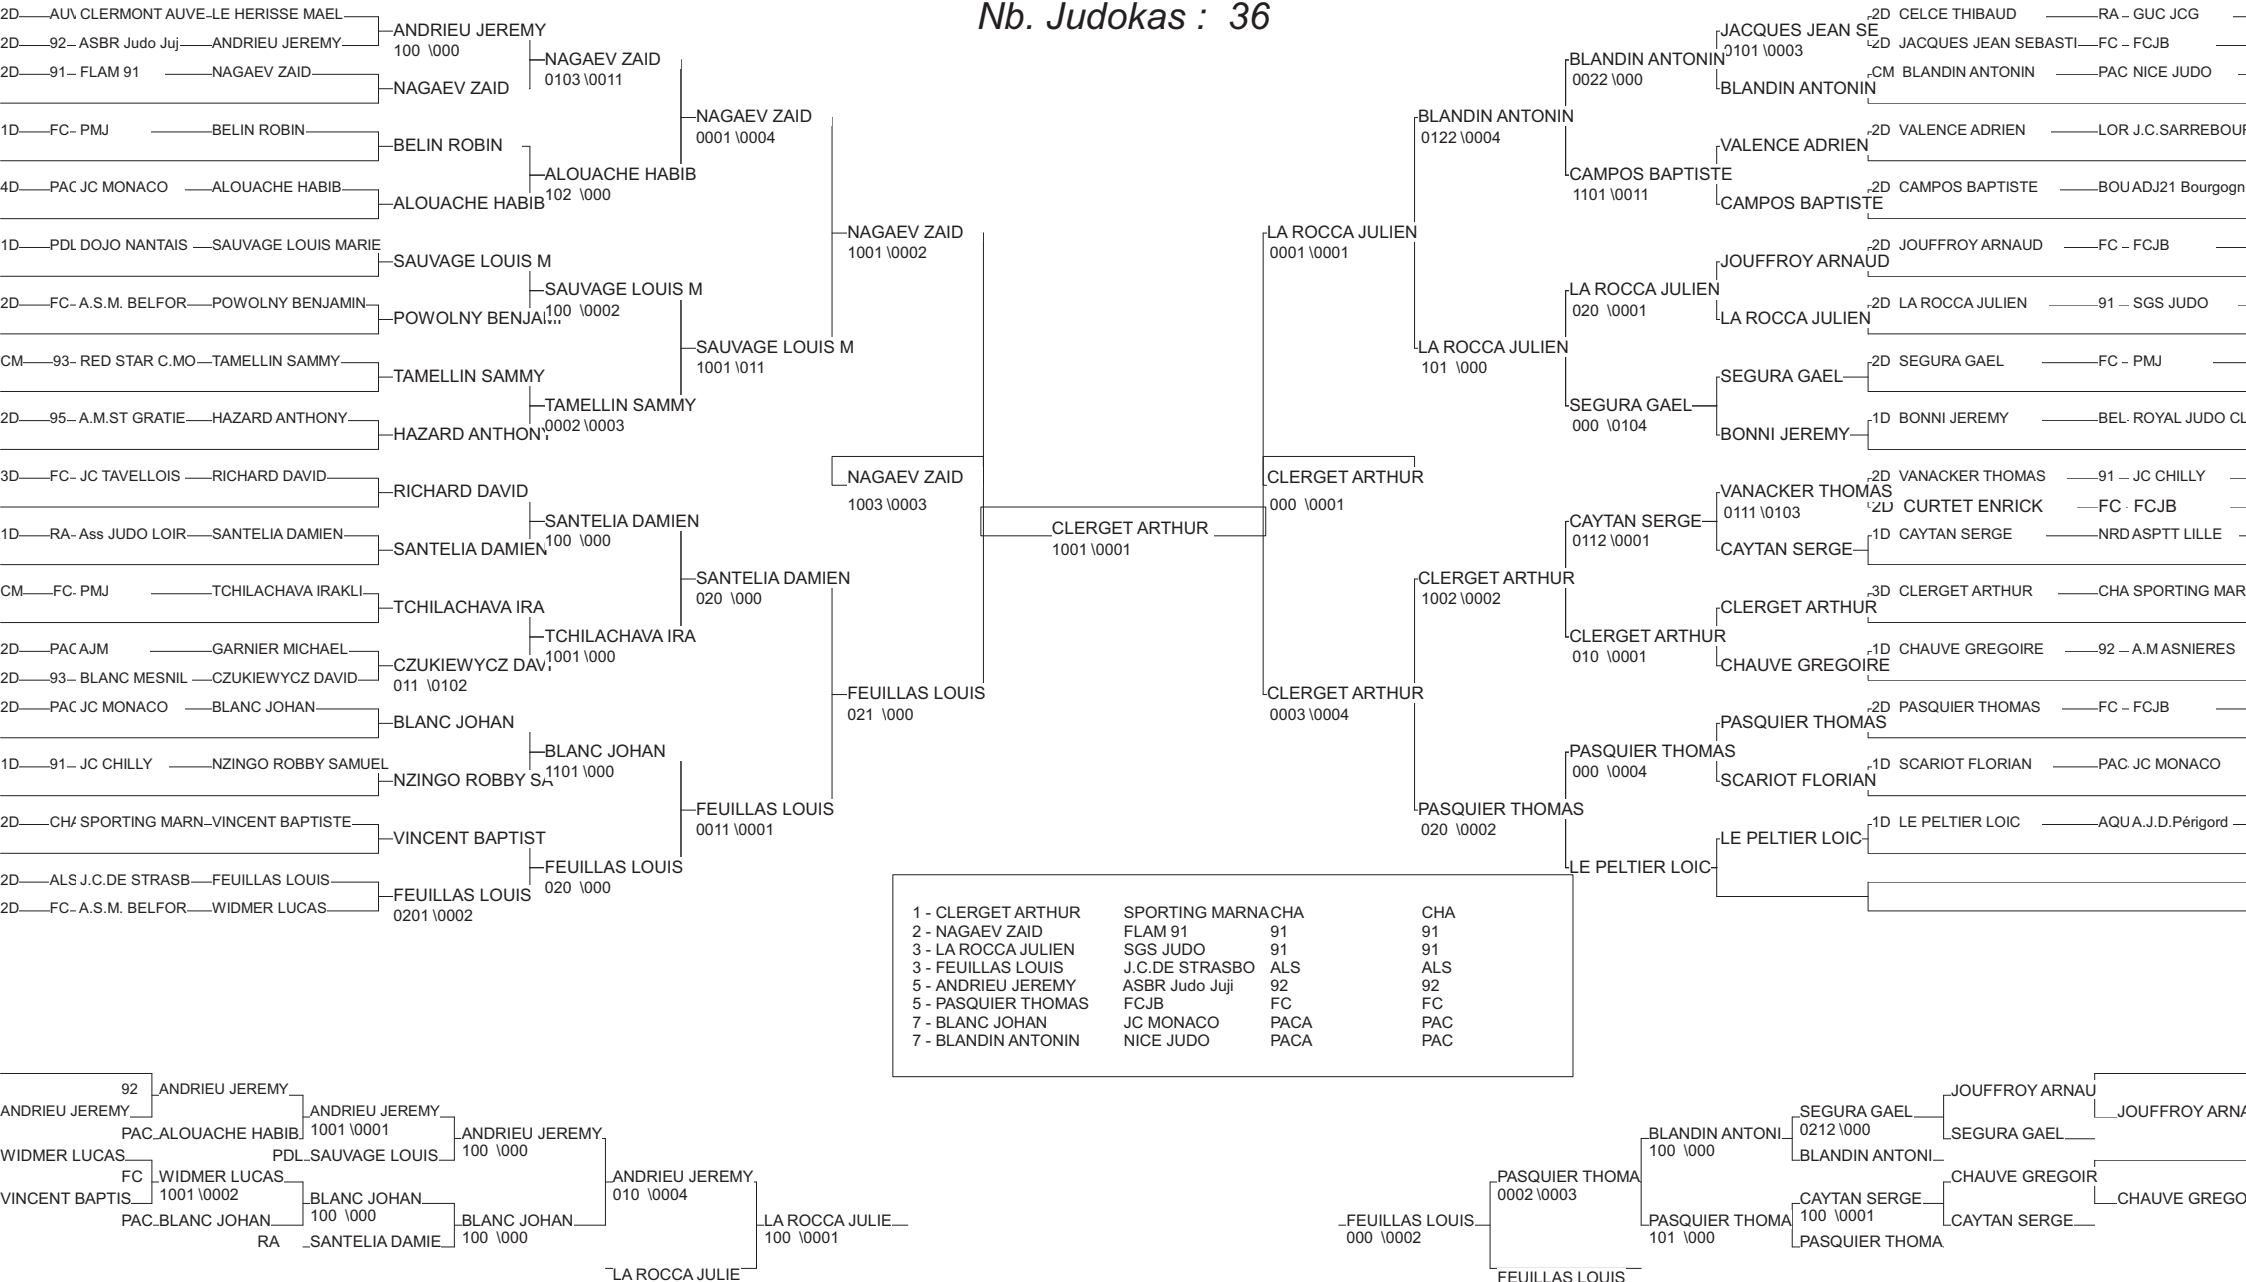 Nb. Judokas : 36
2D AUV CLERMONT AUVE LE HERISSE MAEL
2D 92 ASBR Judo Juj ANDRIEU JEREMY
2D 91 FLAM 91 NAGAEV ZAID
1D FC PMJ BELIN ROBIN
4D PAC JC MONACO ALOUACHE HABIB
1D PDL DOJO NANTAIS SAUVAGE LOUIS MARIE
2D FC A.S.M. BELFOR POWOLNY BENJAMIN
CM 93 RED STAR C.MO TAMELLIN SAMMY
2D 95 A.M.ST GRATIE HAZARD ANTHONY
3D FC JC TAVELLOIS RICHARD DAVID
1D RA Ass JUDO LOIR SANTELIA DAMIEN
CM FC PMJ TCHILACHAVA IRAKLI
2D PAC AJM GARNIER MICHAEL
2D 93 BLANC MESNIL CZUKIEWYCZ DAVID
2D PAC JC MONACO BLANC JOHAN
1D 91 JC CHILLY NZINGO ROBBY SAMUEL
2D CHA SPORTING MARN VINCENT BAPTISTE
2D ALS J.C.DE STRASB FEUILLAS LOUIS
2D FC A.S.M. BELFOR WIDMER LUCAS
ANDRIEU JEREMY
100 \000
NAGAEV ZAID
BELIN ROBIN
ALOUACHE HABIB
SAUVAGE LOUIS M
POWOLNY BENJAMI
TAMELLIN SAMMY
HAZARD ANTHONY
RICHARD DAVID
SANTELIA DAMIEN
TCHILACHAVA IRA
CZUKIEWYCZ DAVI
011 \0102
BLANC JOHAN
NZINGO ROBBY SA
VINCENT BAPTIST
FEUILLAS LOUIS
0201 \0002
NAGAEV ZAID
0103 \0011
ALOUACHE HABIB
102 \000
SAUVAGE LOUIS M
100 \0002
TAMELLIN SAMMY
0002 \0003
SANTELIA DAMIEN
100 \000
TCHILACHAVA IRA
1001 \000
BLANC JOHAN
1101 \000
FEUILLAS LOUIS
020 \000
NAGAEV ZAID
0001 \0004
SAUVAGE LOUIS M
1001 \011
SANTELIA DAMIEN
020 \000
FEUILLAS LOUIS
0011 \0001
NAGAEV ZAID
1001 \0002
NAGAEV ZAID
1003 \0003
FEUILLAS LOUIS
021 \000
CLERGET ARTHUR
1001 \0001
LA ROCCA JULIEN
0001 \0001
CLERGET ARTHUR
000 \0001
CLERGET ARTHUR
0003 \0004
BLANDIN ANTONIN
0122 \0004
LA ROCCA JULIEN
101 \000
CLERGET ARTHUR
1002 \0002
PASQUIER THOMAS
020 \0002
BLANDIN ANTONIN
0022 \000
CAMPOS BAPTISTE
1101 \0011
LA ROCCA JULIEN
020 \0001
SEGURA GAEL
000 \0104
CAYTAN SERGE
0112 \0001
CLERGET ARTHUR
010 \0001
PASQUIER THOMAS
000 \0004
LE PELTIER LOIC
JACQUES JEAN SE
0101 \0003
BLANDIN ANTONIN
VALENCE ADRIEN
CAMPOS BAPTISTE
JOUFFROY ARNAUD
LA ROCCA JULIEN
SEGURA GAEL
BONNI JEREMY
VANACKER THOMAS
0111 \0103
CAYTAN SERGE
CLERGET ARTHUR
CHAUVE GREGOIRE
PASQUIER THOMAS
SCARIOT FLORIAN
LE PELTIER LOIC
2D CELCE THIBAUD RA GUC JCG
2D JACQUES JEAN SEBASTI FC FCJB
CM BLANDIN ANTONIN PAC NICE JUDO
2D VALENCE ADRIEN LOR J.C.SARREBOUR
2D CAMPOS BAPTISTE BOU ADJ21 Bourgogn
2D JOUFFROY ARNAUD FC FCJB
2D LA ROCCA JULIEN 91 SGS JUDO
2D SEGURA GAEL FC PMJ
1D BONNI JEREMY BEL ROYAL JUDO CL
2D VANACKER THOMAS 91 JC CHILLY
2D CURTET ENRICK FC FCJB
1D CAYTAN SERGE NRD ASPTT LILLE
3D CLERGET ARTHUR CHA SPORTING MAR
1D CHAUVE GREGOIRE 92 A.M ASNIERES
2D PASQUIER THOMAS FC FCJB
1D SCARIOT FLORIAN PAC JC MONACO
1D LE PELTIER LOIC AQU A.J.D.Périgord
1 - CLERGET ARTHUR SPORTING MARNA CHA CHA
2 - NAGAEV ZAID FLAM 91 91 91
3 - LA ROCCA JULIEN SGS JUDO 91 91
3 - FEUILLAS LOUIS J.C.DE STRASBO ALS ALS
5 - ANDRIEU JEREMY ASBR Judo Juji 92 92
5 - PASQUIER THOMAS FCJB FC FC
7 - BLANC JOHAN JC MONACO PACA PAC
7 - BLANDIN ANTONIN NICE JUDO PACA PAC
ANDRIEU JEREMY
WIDMER LUCAS
VINCENT BAPTIS
92 ANDRIEU JEREMY
PAC ALOUACHE HABIB
FC WIDMER LUCAS
1001 \0002
PAC BLANC JOHAN
ANDRIEU JEREMY
1001 \0001
PDL SAUVAGE LOUIS
BLANC JOHAN
100 \000
RA SANTELIA DAMIE
ANDRIEU JEREMY
100 \000
BLANC JOHAN
100 \000
ANDRIEU JEREMY
010 \0004
LA ROCCA JULIE
LA ROCCA JULIE
100 \0001
FEUILLAS LOUIS
000 \0002
PASQUIER THOMA
0002 \0003
FEUILLAS LOUIS
BLANDIN ANTONI
100 \000
PASQUIER THOMA
101 \000
SEGURA GAEL
0212 \000
BLANDIN ANTONI
CAYTAN SERGE
100 \0001
PASQUIER THOMA
JOUFFROY ARNAU
SEGURA GAEL
CHAUVE GREGOIR
CAYTAN SERGE
JOUFFROY ARNA
CHAUVE GREGO